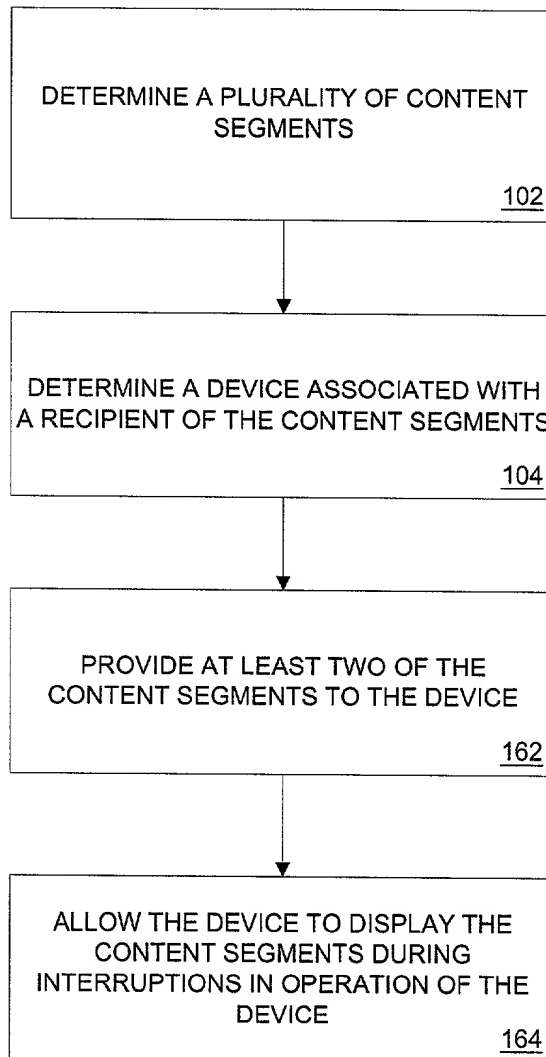 DETERMINE A PLURALITY OF CONTENT
SEGMENTS
102
DETERMINE A DEVICE ASSOCIATED WITH
A RECIPIENT OF THE CONTENT SEGMENTS
104
PROVIDE AT LEAST TWO OF THE
CONTENT SEGMENTS TO THE DEVICE
162
ALLOW THE DEVICE TO DISPLAY THE
CONTENT SEGMENTS DURING
INTERRUPTIONS IN OPERATION OF THE
DEVICE
164